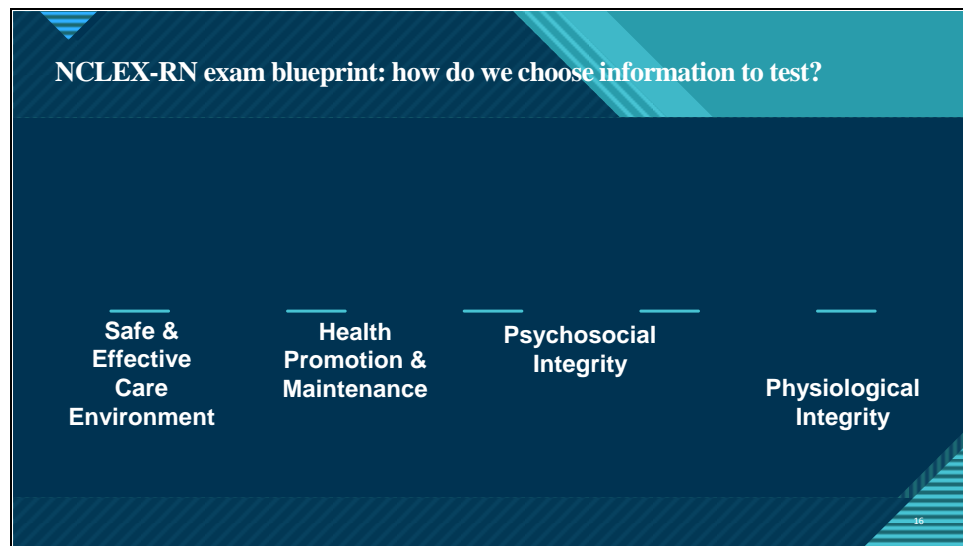 NCLEX-RN exam blueprint: how do we choose information to test?
Safe &
Effective
Care
Environment
Health
Promotion &
Maintenance
Psychosocial
Integrity
Physiological
Integrity
16